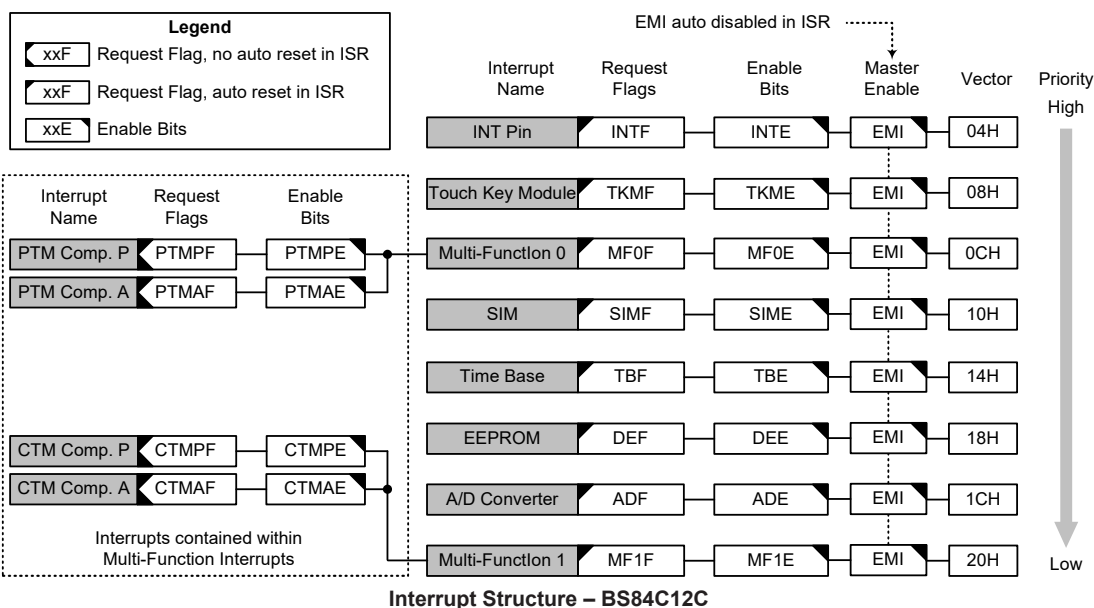 Legend
xxF Request Flag, no auto reset in ISR
xxF Request Flag, auto reset in ISR
xxE Enable Bits
EMI auto disabled in ISR
Interrupt Name
Request Flags
Enable Bits
Master Enable
Vector
Priority
High
INT Pin INTF INTE EMI 04H
Touch Key Module TKMF TKME EMI 08H
Interrupt Name
Request Flags
Enable Bits
PTM Comp. P PTMPF PTMPE
Multi-Function 0 MF0F MF0E EMI 0CH
PTM Comp. A PTMAF PTMAE
SIM SIMF SIME EMI 10H
Time Base TBF TBE EMI 14H
EEPROM DEF DEE EMI 18H
CTM Comp. P CTMPF CTMPE
CTM Comp. A CTMAF CTMAE
A/D Converter ADF ADE EMI 1CH
Interrupts contained within
Multi-Function Interrupts
Multi-Function 1 MF1F MF1E EMI 20H
Low
Interrupt Structure – BS84C12C